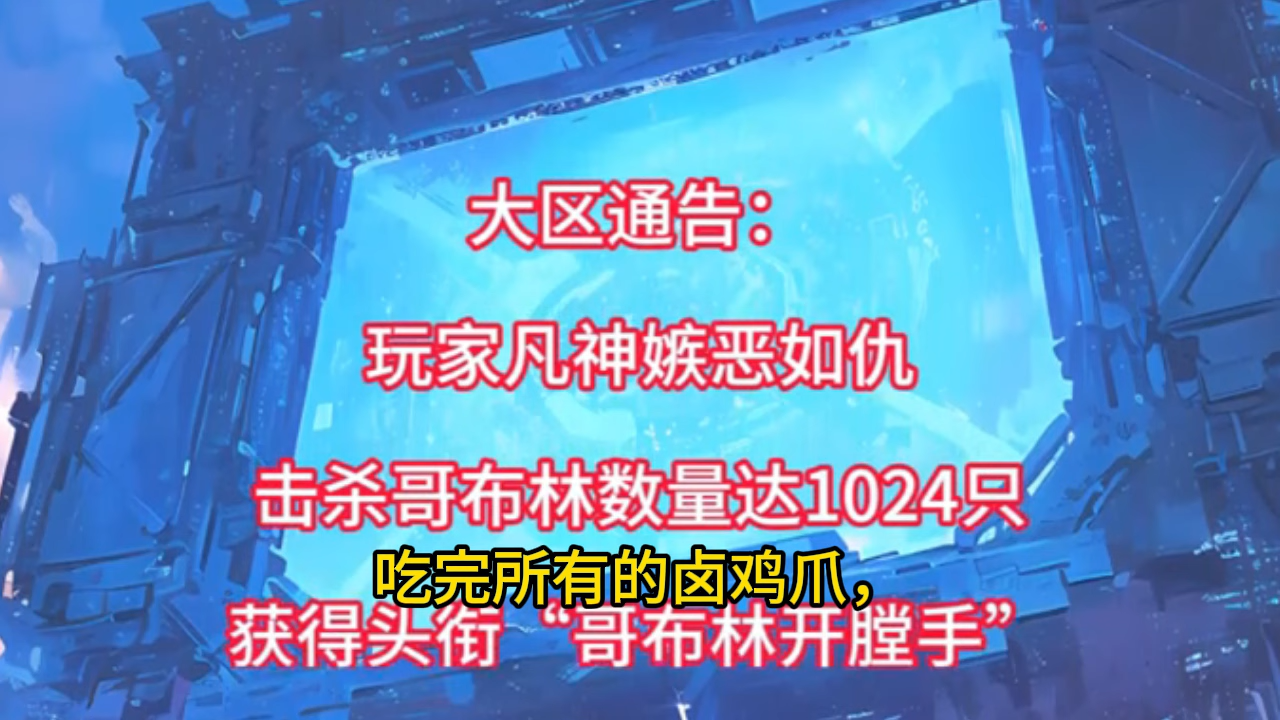 大区通告：
玩家凡神嫉恶如仇
击杀哥布林数量达1024只
吃完所有的卤鸡爪，
获得头衔“哥布林开膛手”